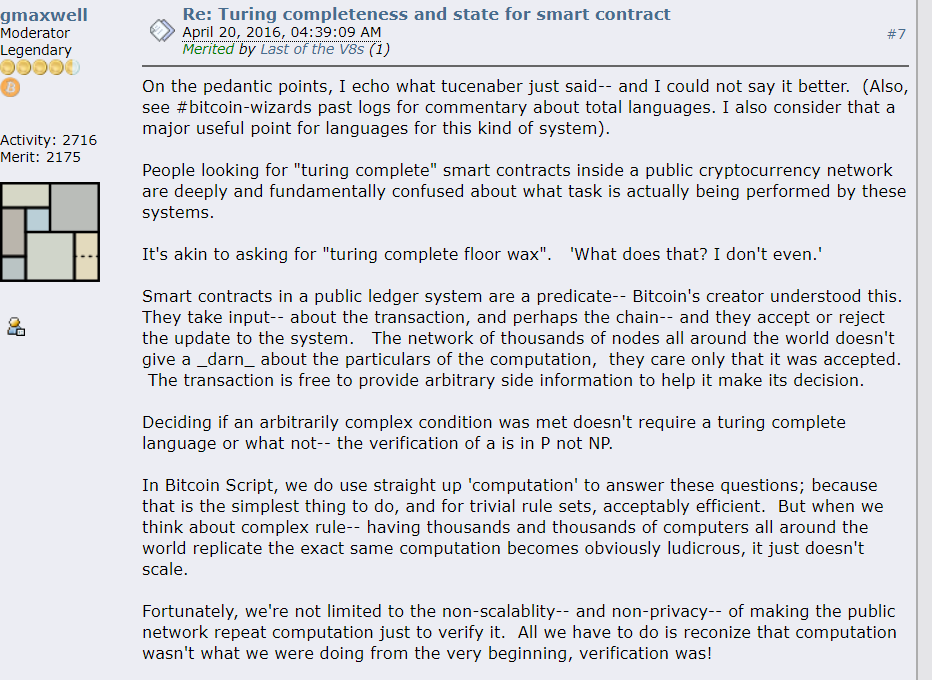 gmaxwell
Moderator
Legendary
Activity: 2716
Merit: 2175
Re: Turing completeness and state for smart contract
April 20, 2016, 04:39:09 AM
Merited by Last of the V8s (1)
#7
On the pedantic points, I echo what tucenaber just said-- and I could not say it better.  (Also,
see #bitcoin-wizards past logs for commentary about total languages. I also consider that a
major useful point for languages for this kind of system).
People looking for "turing complete" smart contracts inside a public cryptocurrency network
are deeply and fundamentally confused about what task is actually being performed by these
systems.
It's akin to asking for "turing complete floor wax".   'What does that? I don't even.'
Smart contracts in a public ledger system are a predicate-- Bitcoin's creator understood this.
They take input-- about the transaction, and perhaps the chain-- and they accept or reject
the update to the system.   The network of thousands of nodes all around the world doesn't
give a _darn_ about the particulars of the computation,  they care only that it was accepted.
The transaction is free to provide arbitrary side information to help it make its decision.
Deciding if an arbitrarily complex condition was met doesn't require a turing complete
language or what not-- the verification of a is in P not NP.
In Bitcoin Script, we do use straight up 'computation' to answer these questions; because
that is the simplest thing to do, and for trivial rule sets, acceptably efficient.  But when we
think about complex rule-- having thousands and thousands of computers all around the
world replicate the exact same computation becomes obviously ludicrous, it just doesn't
scale.
Fortunately, we're not limited to the non-scalablity-- and non-privacy-- of making the public
network repeat computation just to verify it.  All we have to do is reconize that computation
wasn't what we were doing from the very beginning, verification was!